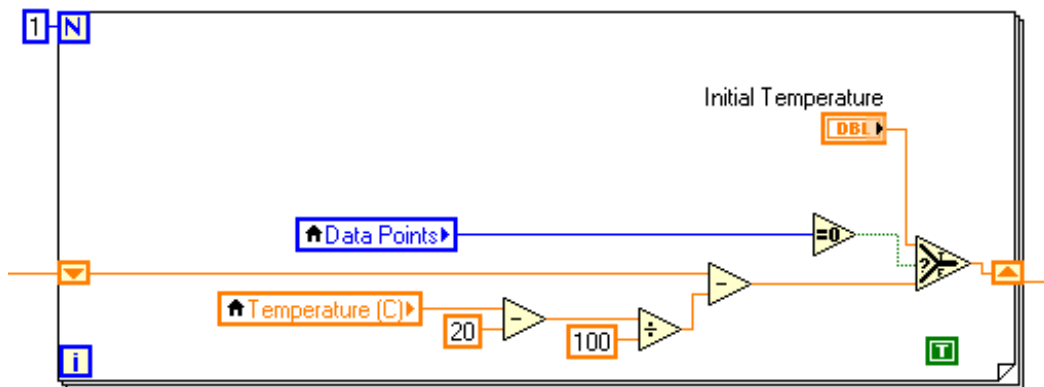 1 N
Initial Temperature
DBL
Data Points
=0
?
T
F
Temperature (C)
-
-
20
100
÷
i
T